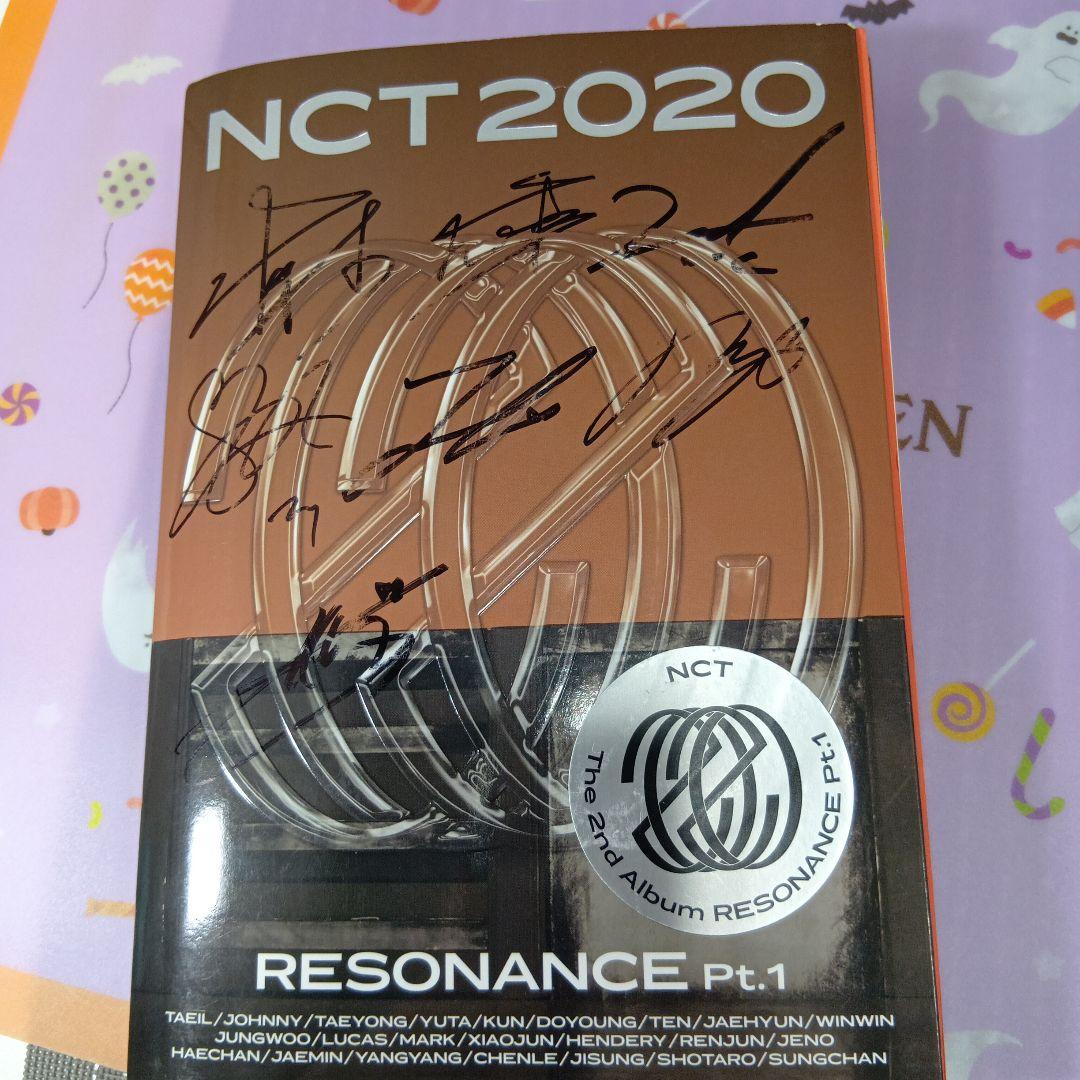 NCT 2020
EN
NCT
The 2nd Album RESONANCE Pt.1
RESONANCE Pt.1
TAEIL/JOHNNY/TAEYONG/YUTA/KUN/DOYOUNG/TEN/JAEHYUN/WINWIN
JUNGWOO/LUCAS/MARK/XIAOJUN/HENDERY/RENJUN/JENO
HAECHAN/JAEMIN/YANGYANG/CHENLE/JISUNG/SHOTARO/SUNGCHAN